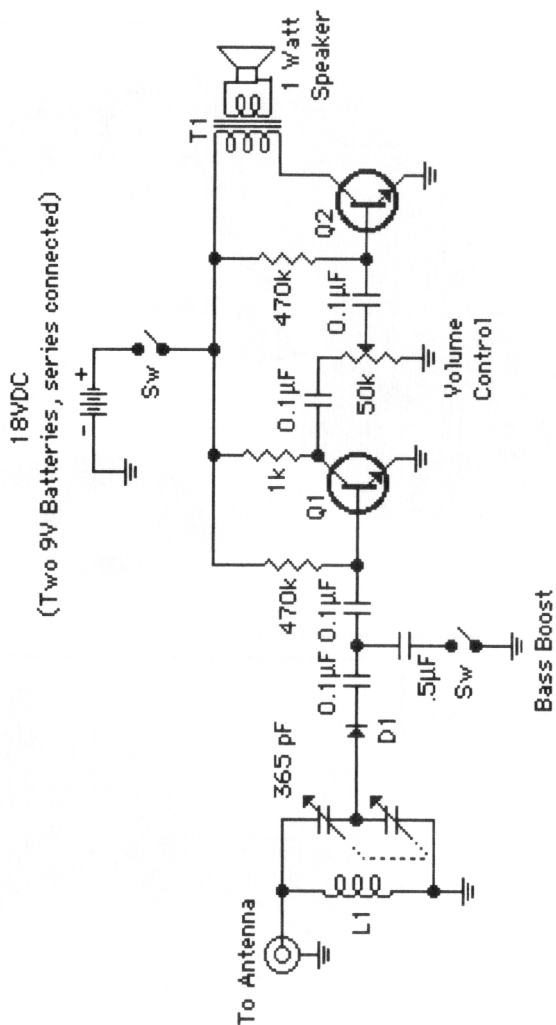 18VDC
(Two 9V Batteries, series connected)
- +
Sw
T1
1 Watt
Speaker
470k
1k
470k
Q1
Q2
0.1µF
0.1µF
50k
Volume
Control
0.1µF
0.1µF
.5µF
Sw
Bass Boost
D1
365 pF
L1
To Antenna